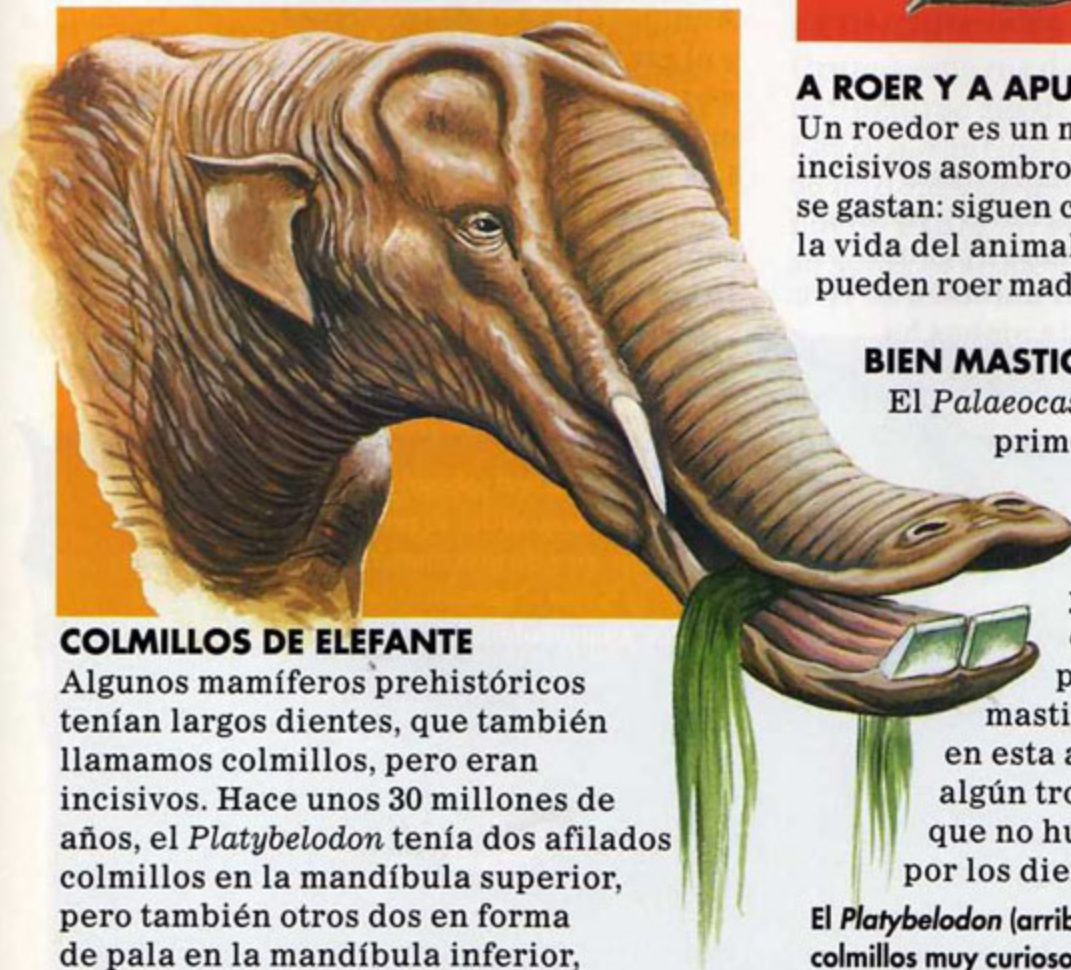 COLMILLOS DE ELEFANTE
Algunos mamíferos prehistóricos
tenían largos dientes, que también
llamamos colmillos, pero eran
incisivos. Hace unos 30 millones de
años, el Platybelodon tenía dos afilados
colmillos en la mandíbula superior,
pero también otros dos en forma
de pala en la mandíbula inferior,
A ROER Y A APU
Un roedor es un
incisivos asombro
se gastan: siguen
la vida del animal
pueden roer mad
BIEN MASTIC
El Palaeocas
prim
masti
en esta
algún tro
que no hu
por los die
El Platybelodon (arrib
colmillos muy curioso